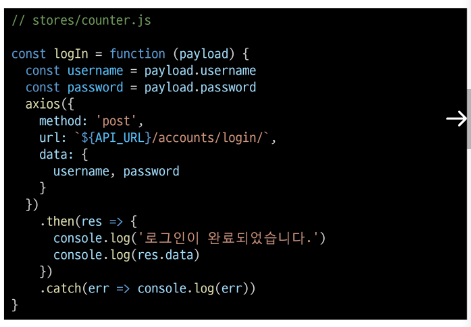 // stores/counter.js
const logIn = function (payload) {
const username = payload.username
const password = payload.password
axios({
method: 'post',
url: `${API_URL}/accounts/login/`,
data: {
username, password
}
})
.then(res => {
console.log('로그인이 완료되었습니다.')
console.log(res.data)
})
.catch(err => console.log(err))
}